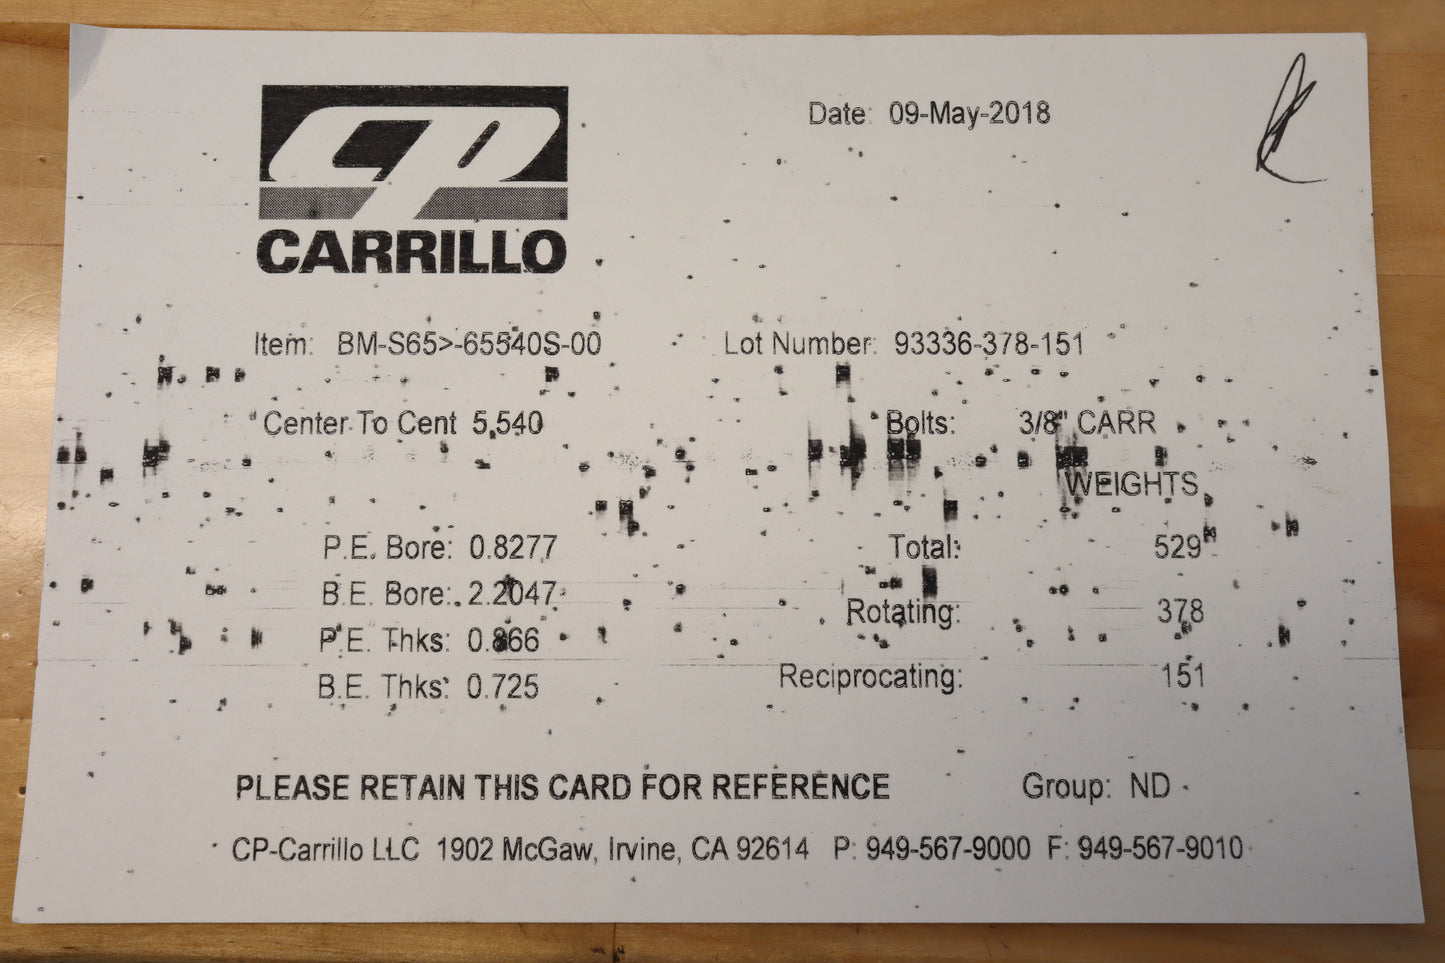 CP
CARRILLO
Date: 09-May-2018
Item: BM-S65>-65540S-00
Lot Number: 93336-378-151
Center To Cent 5.540
Bolts: 3/8" CARR
WEIGHTS
P.E. Bore: 0.8277
Total: 529
B.E. Bore: 2.2047
Rotating: 378
P.E. Thks: 0.866
B.E. Thks: 0.725
Reciprocating: 151
PLEASE RETAIN THIS CARD FOR REFERENCE
Group: ND
CP-Carrillo LLC 1902 McGaw, Irvine, CA 92614 P: 949-567-9000 F: 949-567-9010